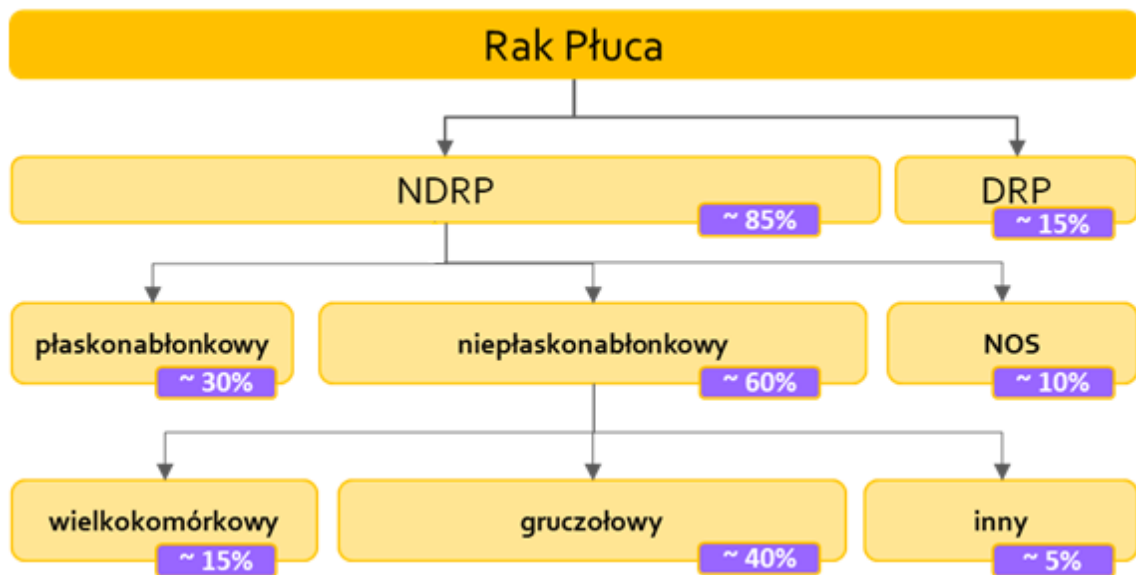 Rak Płuca
NDRP
~ 85%
DRP
~ 15%
płaskonabłonkowy
~ 30%
niepłaskonabłonkowy
~ 60%
NOS
~ 10%
wielkokomórkowy
~ 15%
gruczołowy
~ 40%
inny
~ 5%